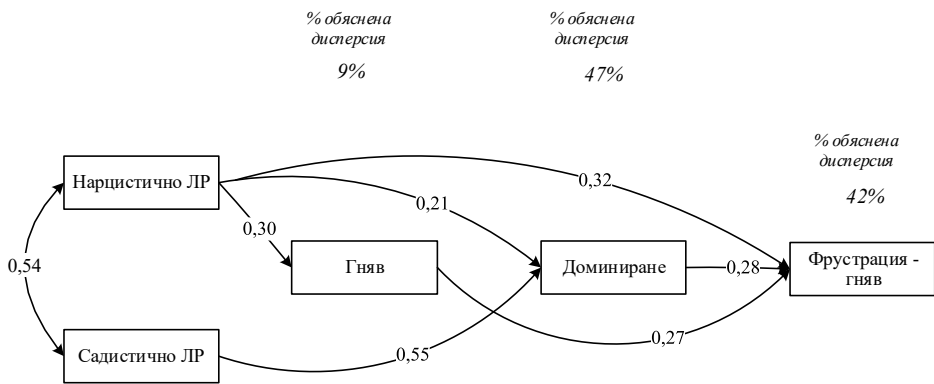 % обяснена
дисперсия
9%
% обяснена
дисперсия
47%
% обяснена
дисперсия
42%
Нарцистично ЛР
0,32
0,21
0,30
0,54
Гняв
Доминиране
0,28
Фрустрация -
гняв
0,27
Садистично ЛР
0,55